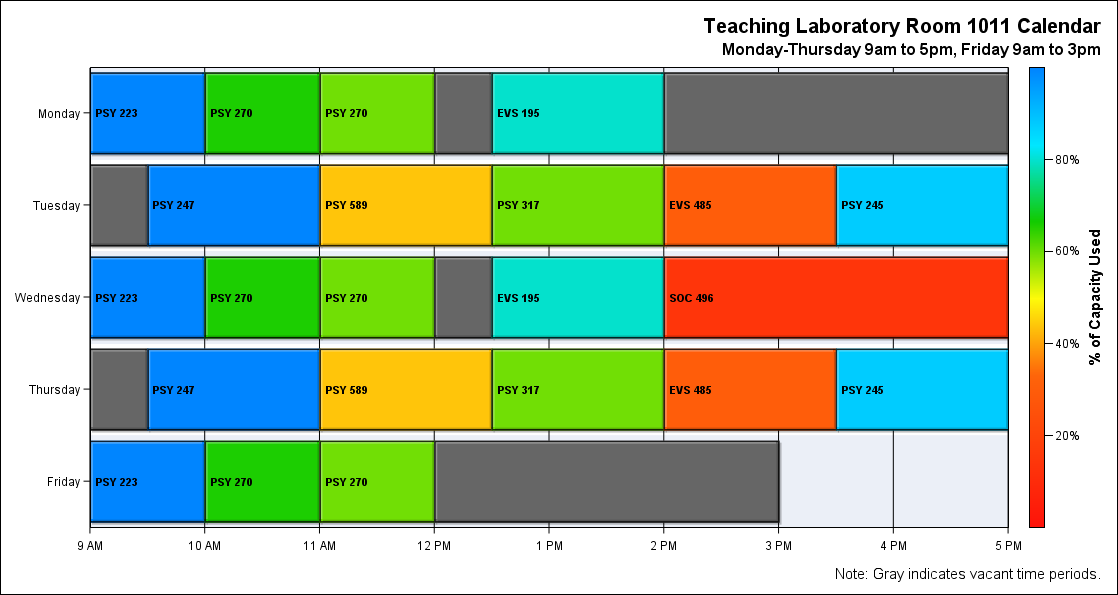 Teaching Laboratory Room 1011 Calendar
Monday-Thursday 9am to 5pm, Friday 9am to 3pm
Monday
PSY 223
PSY 270
PSY 270
EVS 195
Tuesday
PSY 247
PSY 589
PSY 317
EVS 485
PSY 245
Wednesday
PSY 223
PSY 270
PSY 270
EVS 195
SOC 496
Thursday
PSY 247
PSY 589
PSY 317
EVS 485
PSY 245
Friday
PSY 223
PSY 270
PSY 270
9 AM
10 AM
11 AM
12 PM
1 PM
2 PM
3 PM
4 PM
5 PM
80%
60%
40%
20%
% of Capacity Used
Note: Gray indicates vacant time periods.